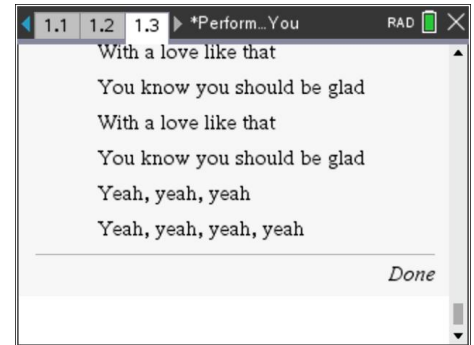 1.1 1.2 1.3 *Perform...You RAD
With a love like that
You know you should be glad
With a love like that
You know you should be glad
Yeah, yeah, yeah
Yeah, yeah, yeah, yeah
Done